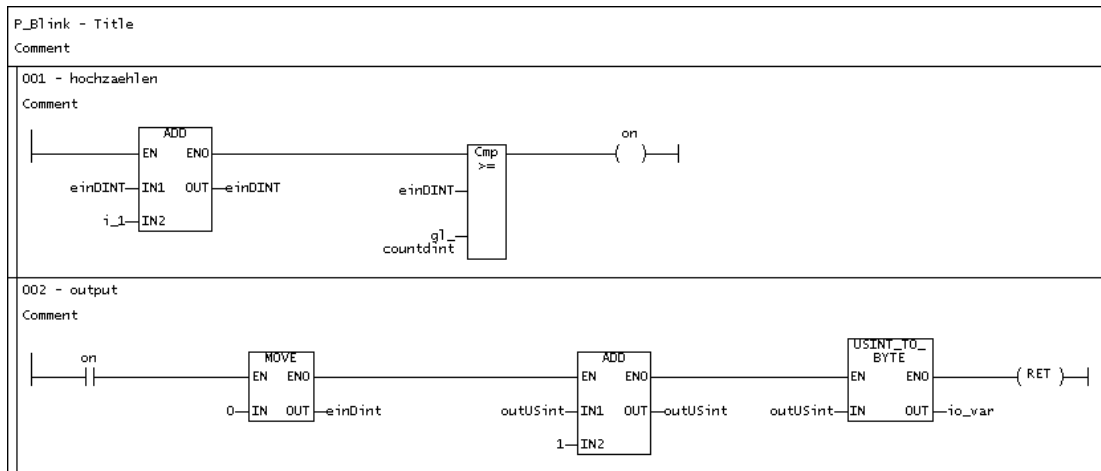 P_Blink - Title
Comment
001 - hochzaehlen
Comment
ADD
EN ENO
einDINT IN1 OUT einDINT
i_1 IN2
Cmp
>=
einDINT
gl_
countdint
on
( )
002 - output
Comment
on
MOVE
EN ENO
0 IN OUT einDint
ADD
EN ENO
outUSint IN1 OUT outUSint
1 IN2
USINT_TO_
BYTE
EN ENO
outUSint IN OUT io_var
( RET )